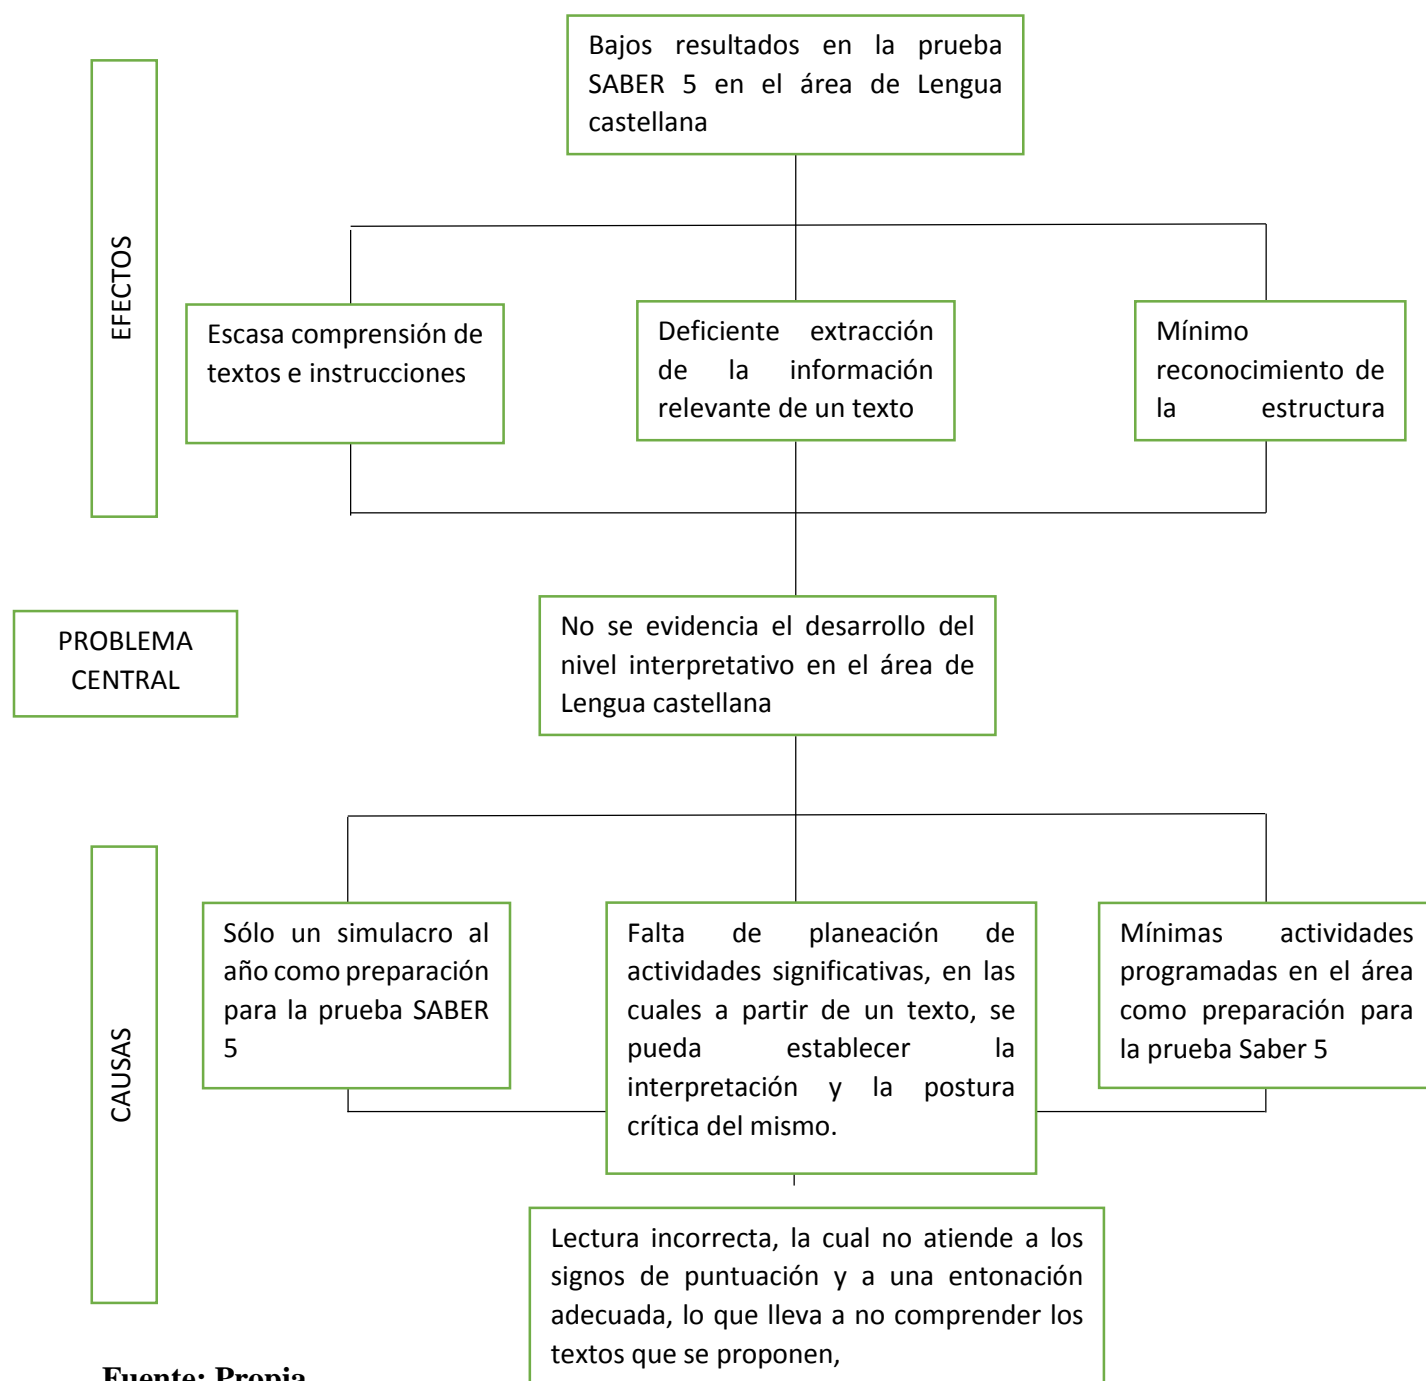 Bajos resultados en la prueba
SABER 5 en el área de Lengua
castellana
EFECTOS
Escasa comprensión de
textos e instrucciones
Deficiente extracción
de la información
relevante de un texto
Mínimo
reconocimiento de
la estructura
PROBLEMA
CENTRAL
No se evidencia el desarrollo del
nivel interpretativo en el área de
Lengua castellana
CAUSAS
Sólo un simulacro al
año como preparación
para la prueba SABER
5
Falta de planeación de
actividades significativas, en las
cuales a partir de un texto, se
pueda establecer la
interpretación y la postura
crítica del mismo.
Mínimas actividades
programadas en el área
como preparación para
la prueba Saber 5
Lectura incorrecta, la cual no atiende a los
signos de puntuación y a una entonación
adecuada, lo que lleva a no comprender los
textos que se proponen,
Fuente: Propia